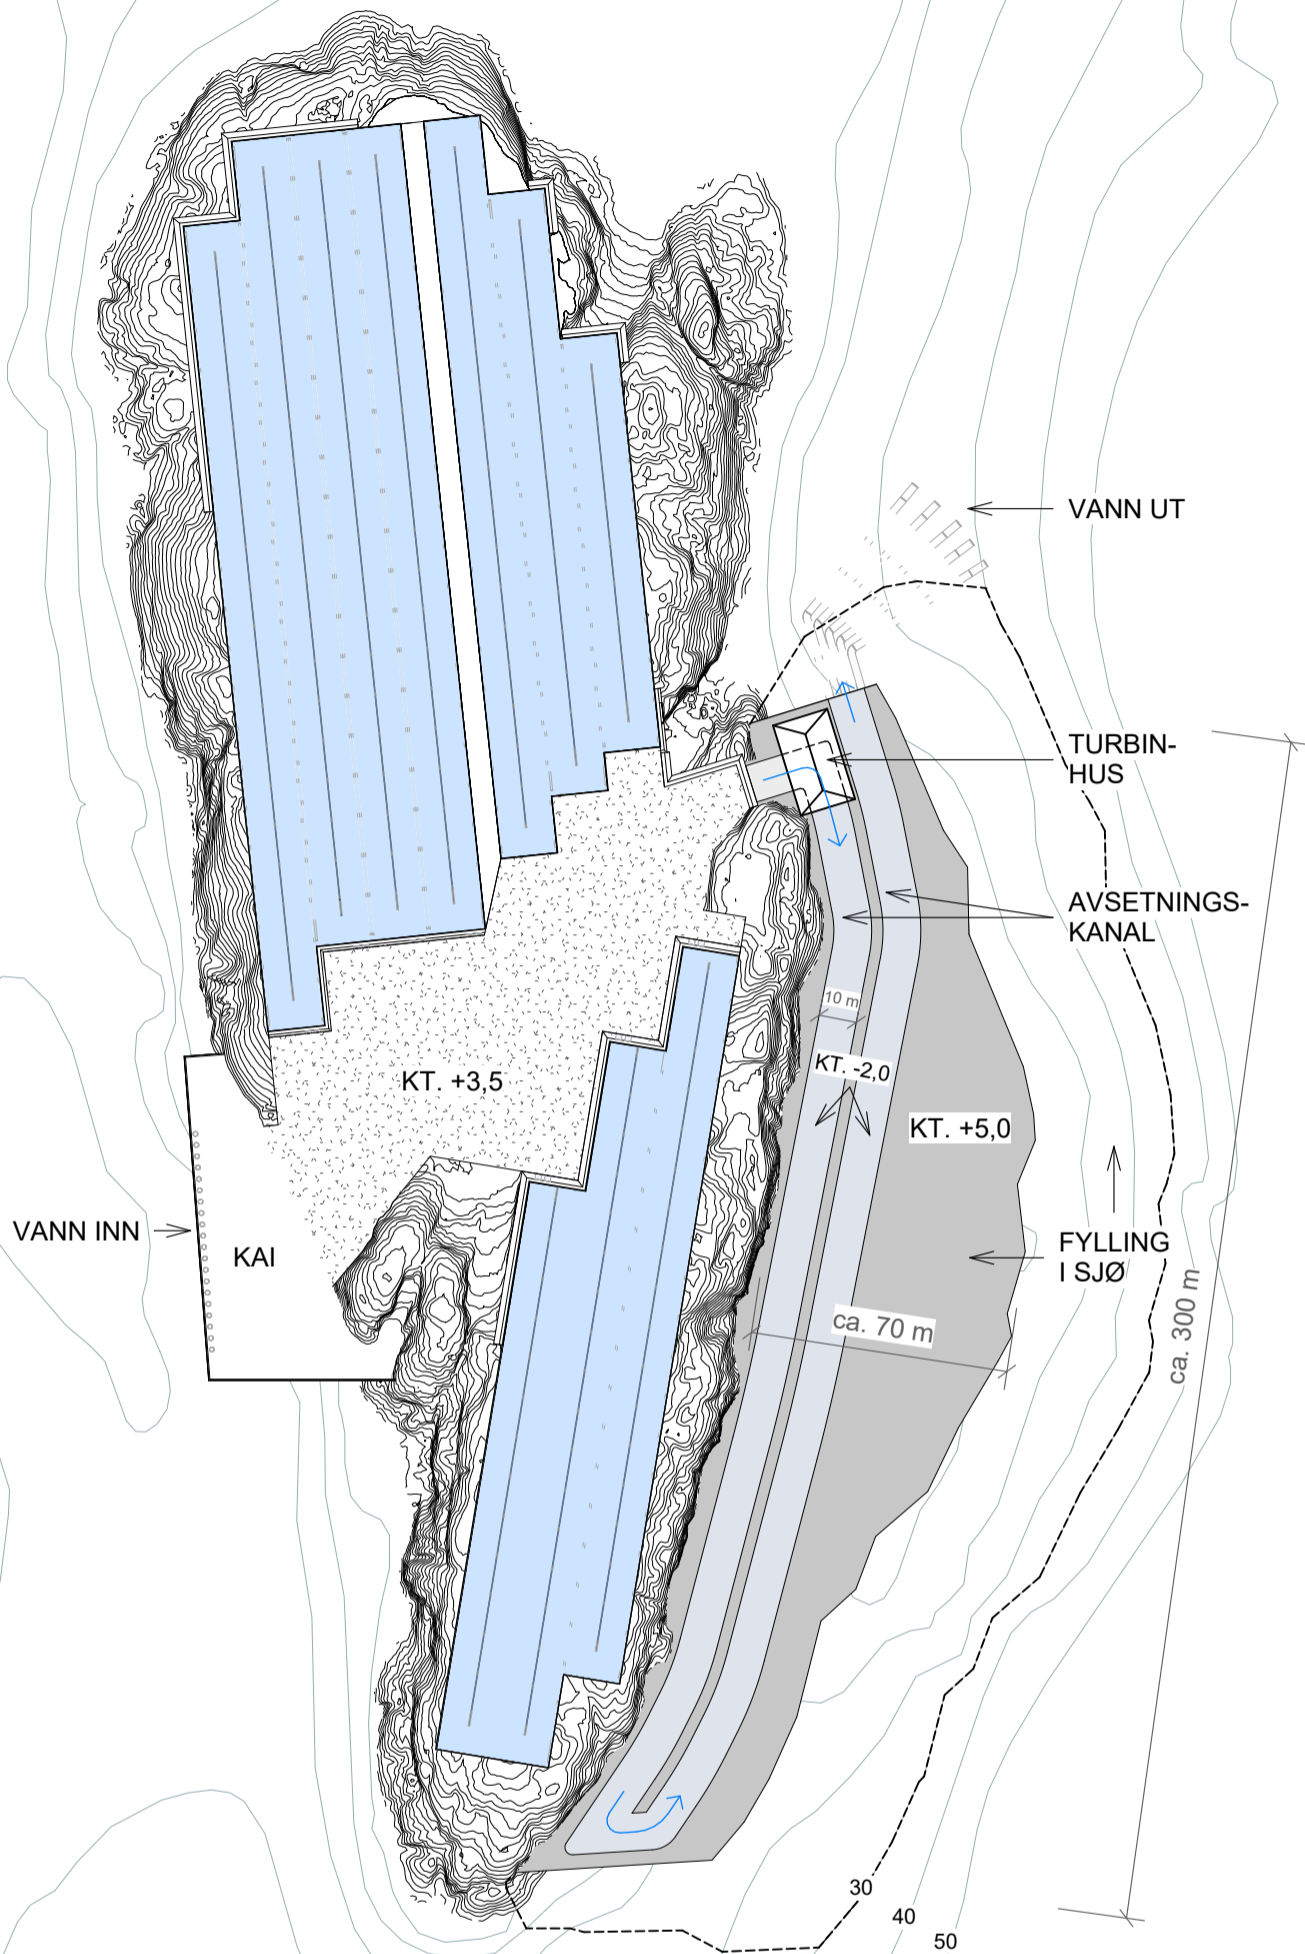 VANN UT
TURBIN-
HUS
AVSETNINGS-
KANAL
10 m
KT. -2,0
KT. +3,5
KT. +5,0
VANN INN
KAI
FYLLING
I SJØ
ca. 70 m
ca. 300 m
30
40
50